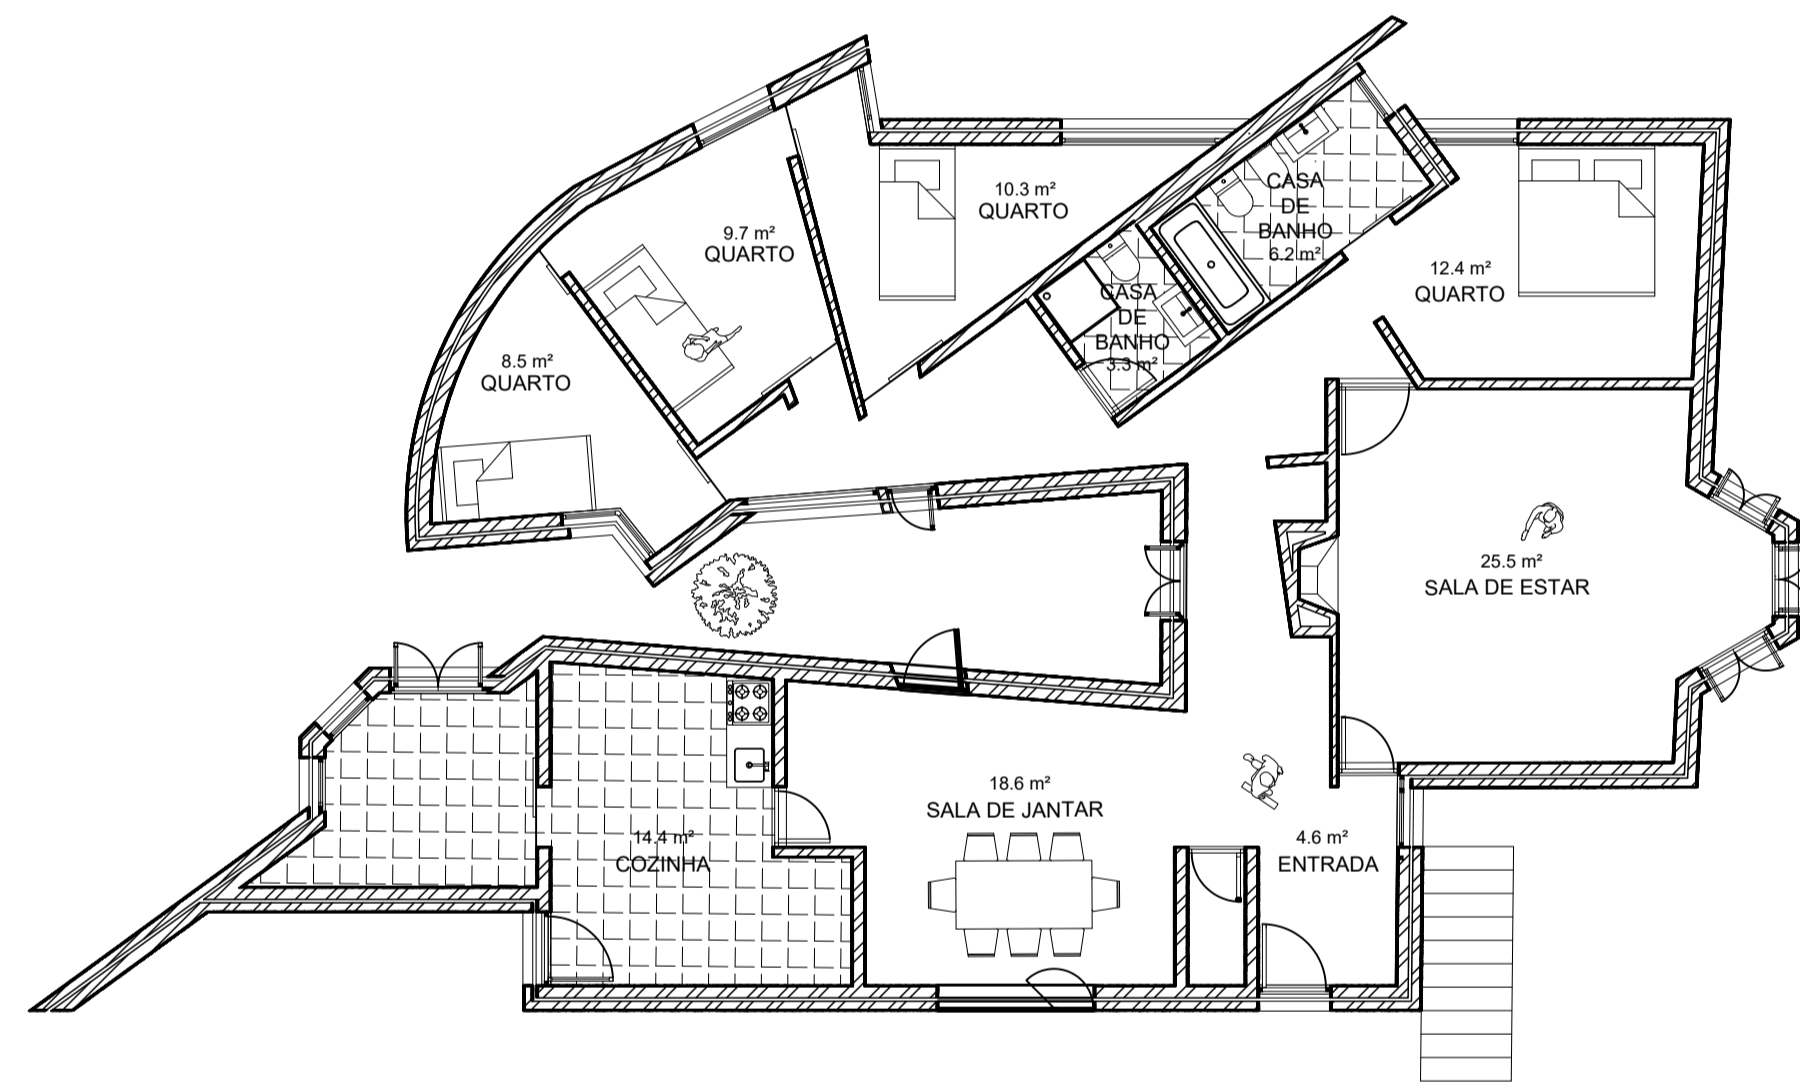 10.3 m²
QUARTO
9.7 m²
QUARTO
CASA
DE
BANHO
6.2 m²
12.4 m²
QUARTO
CASA
DE
BANHO
3.3 m²
8.5 m²
QUARTO
25.5 m²
SALA DE ESTAR
18.6 m²
SALA DE JANTAR
14.4 m²
COZINHA
4.6 m²
ENTRADA